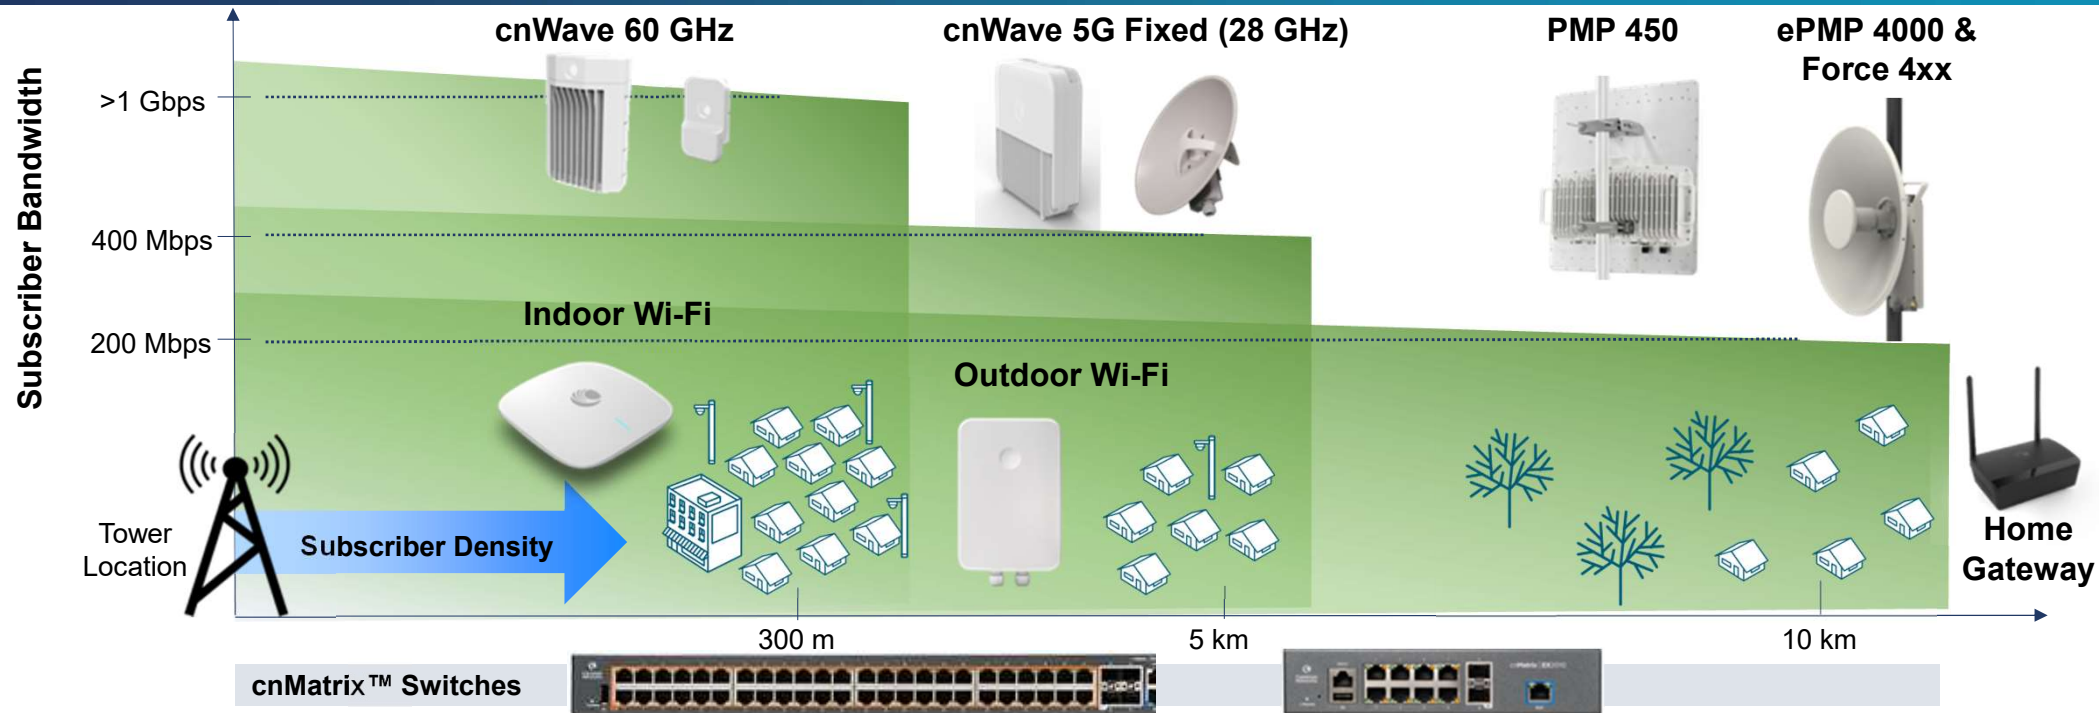 cnWave 60 GHz
cnWave 5G Fixed (28 GHz)
PMP 450
ePMP 4000 &
Force 4xx
Subscriber Bandwidth
>1 Gbps
400 Mbps
200 Mbps
Indoor Wi-Fi
Outdoor Wi-Fi
Tower
Location
Subscriber Density
Home
Gateway
300 m
5 km
10 km
cnMatrix™ Switches